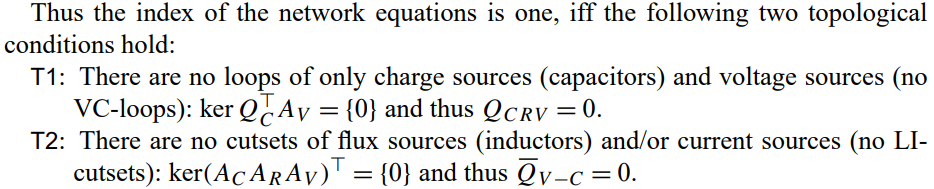 Thus the index of the network equations is one, iff the following two topological
conditions hold:
T1: There are no loops of only charge sources (capacitors) and voltage sources (no
VC-loops): ker Q_C^⊤ A_V = {0} and thus Q_{CRV} = 0.
T2: There are no cutsets of flux sources (inductors) and/or current sources (no LI-
cutsets): ker(A_C A_R A_V)^⊤ = {0} and thus Q̅_{V−C} = 0.